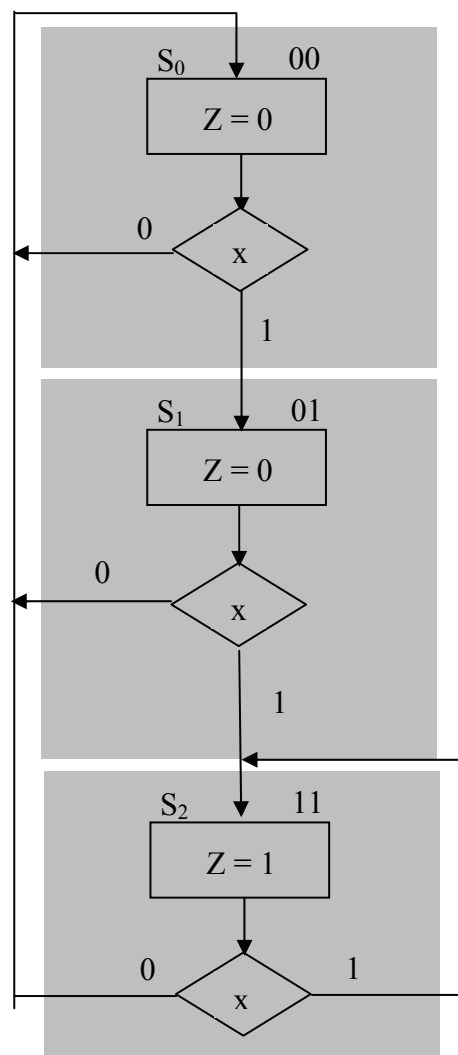 S₀ 00
Z = 0
0
x
1
S₁ 01
Z = 0
0
x
1
S₂ 11
Z = 1
0 1
x